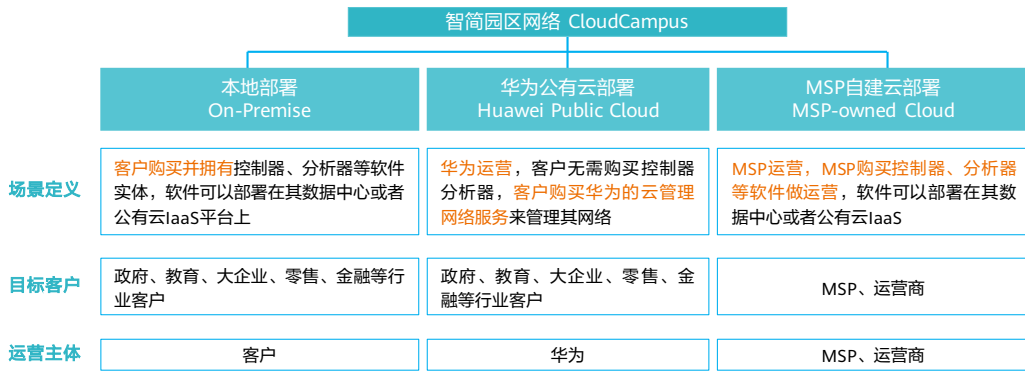 智简园区网络 CloudCampus
本地部署
On-Premise
华为公有云部署
Huawei Public Cloud
MSP自建云部署
MSP-owned Cloud
场景定义
客户购买并拥有控制器、分析器等软件
实体，软件可以部署在其数据中心或者
公有云IaaS平台上
华为运营，客户无需购买控制器
分析器，客户购买华为的云管理
网络服务来管理其网络
MSP运营，MSP购买控制器、分析器
等软件做运营，软件可以部署在其数
据中心或者公有云IaaS
目标客户
政府、教育、大企业、零售、金融等行
业客户
政府、教育、大企业、零售、金
融等行业客户
MSP、运营商
运营主体
客户
华为
MSP、运营商